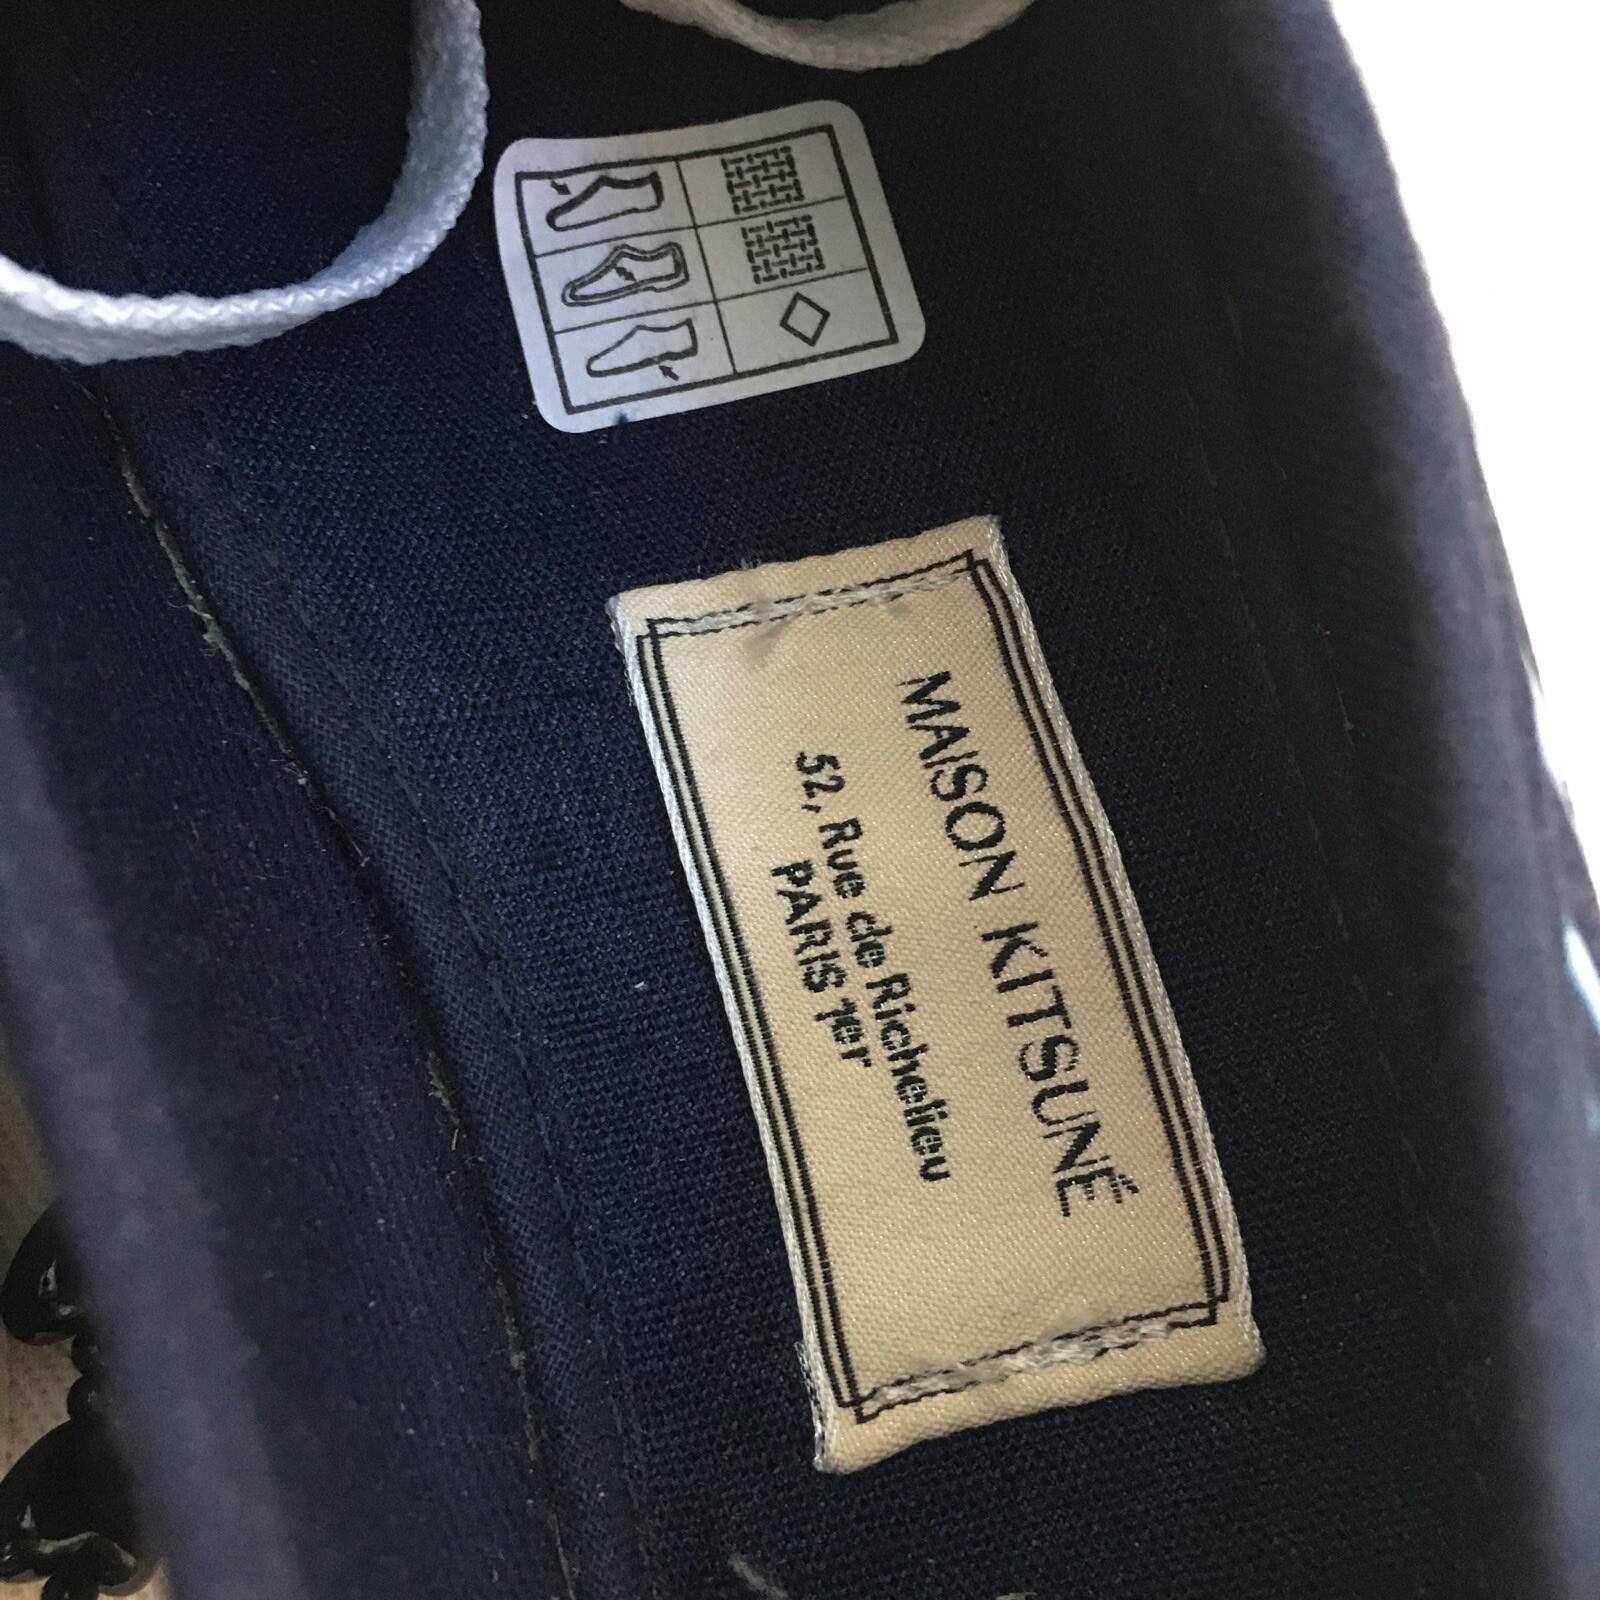 MAISON KITSUNÉ
52, Rue de Richelieu
PARIS 1er